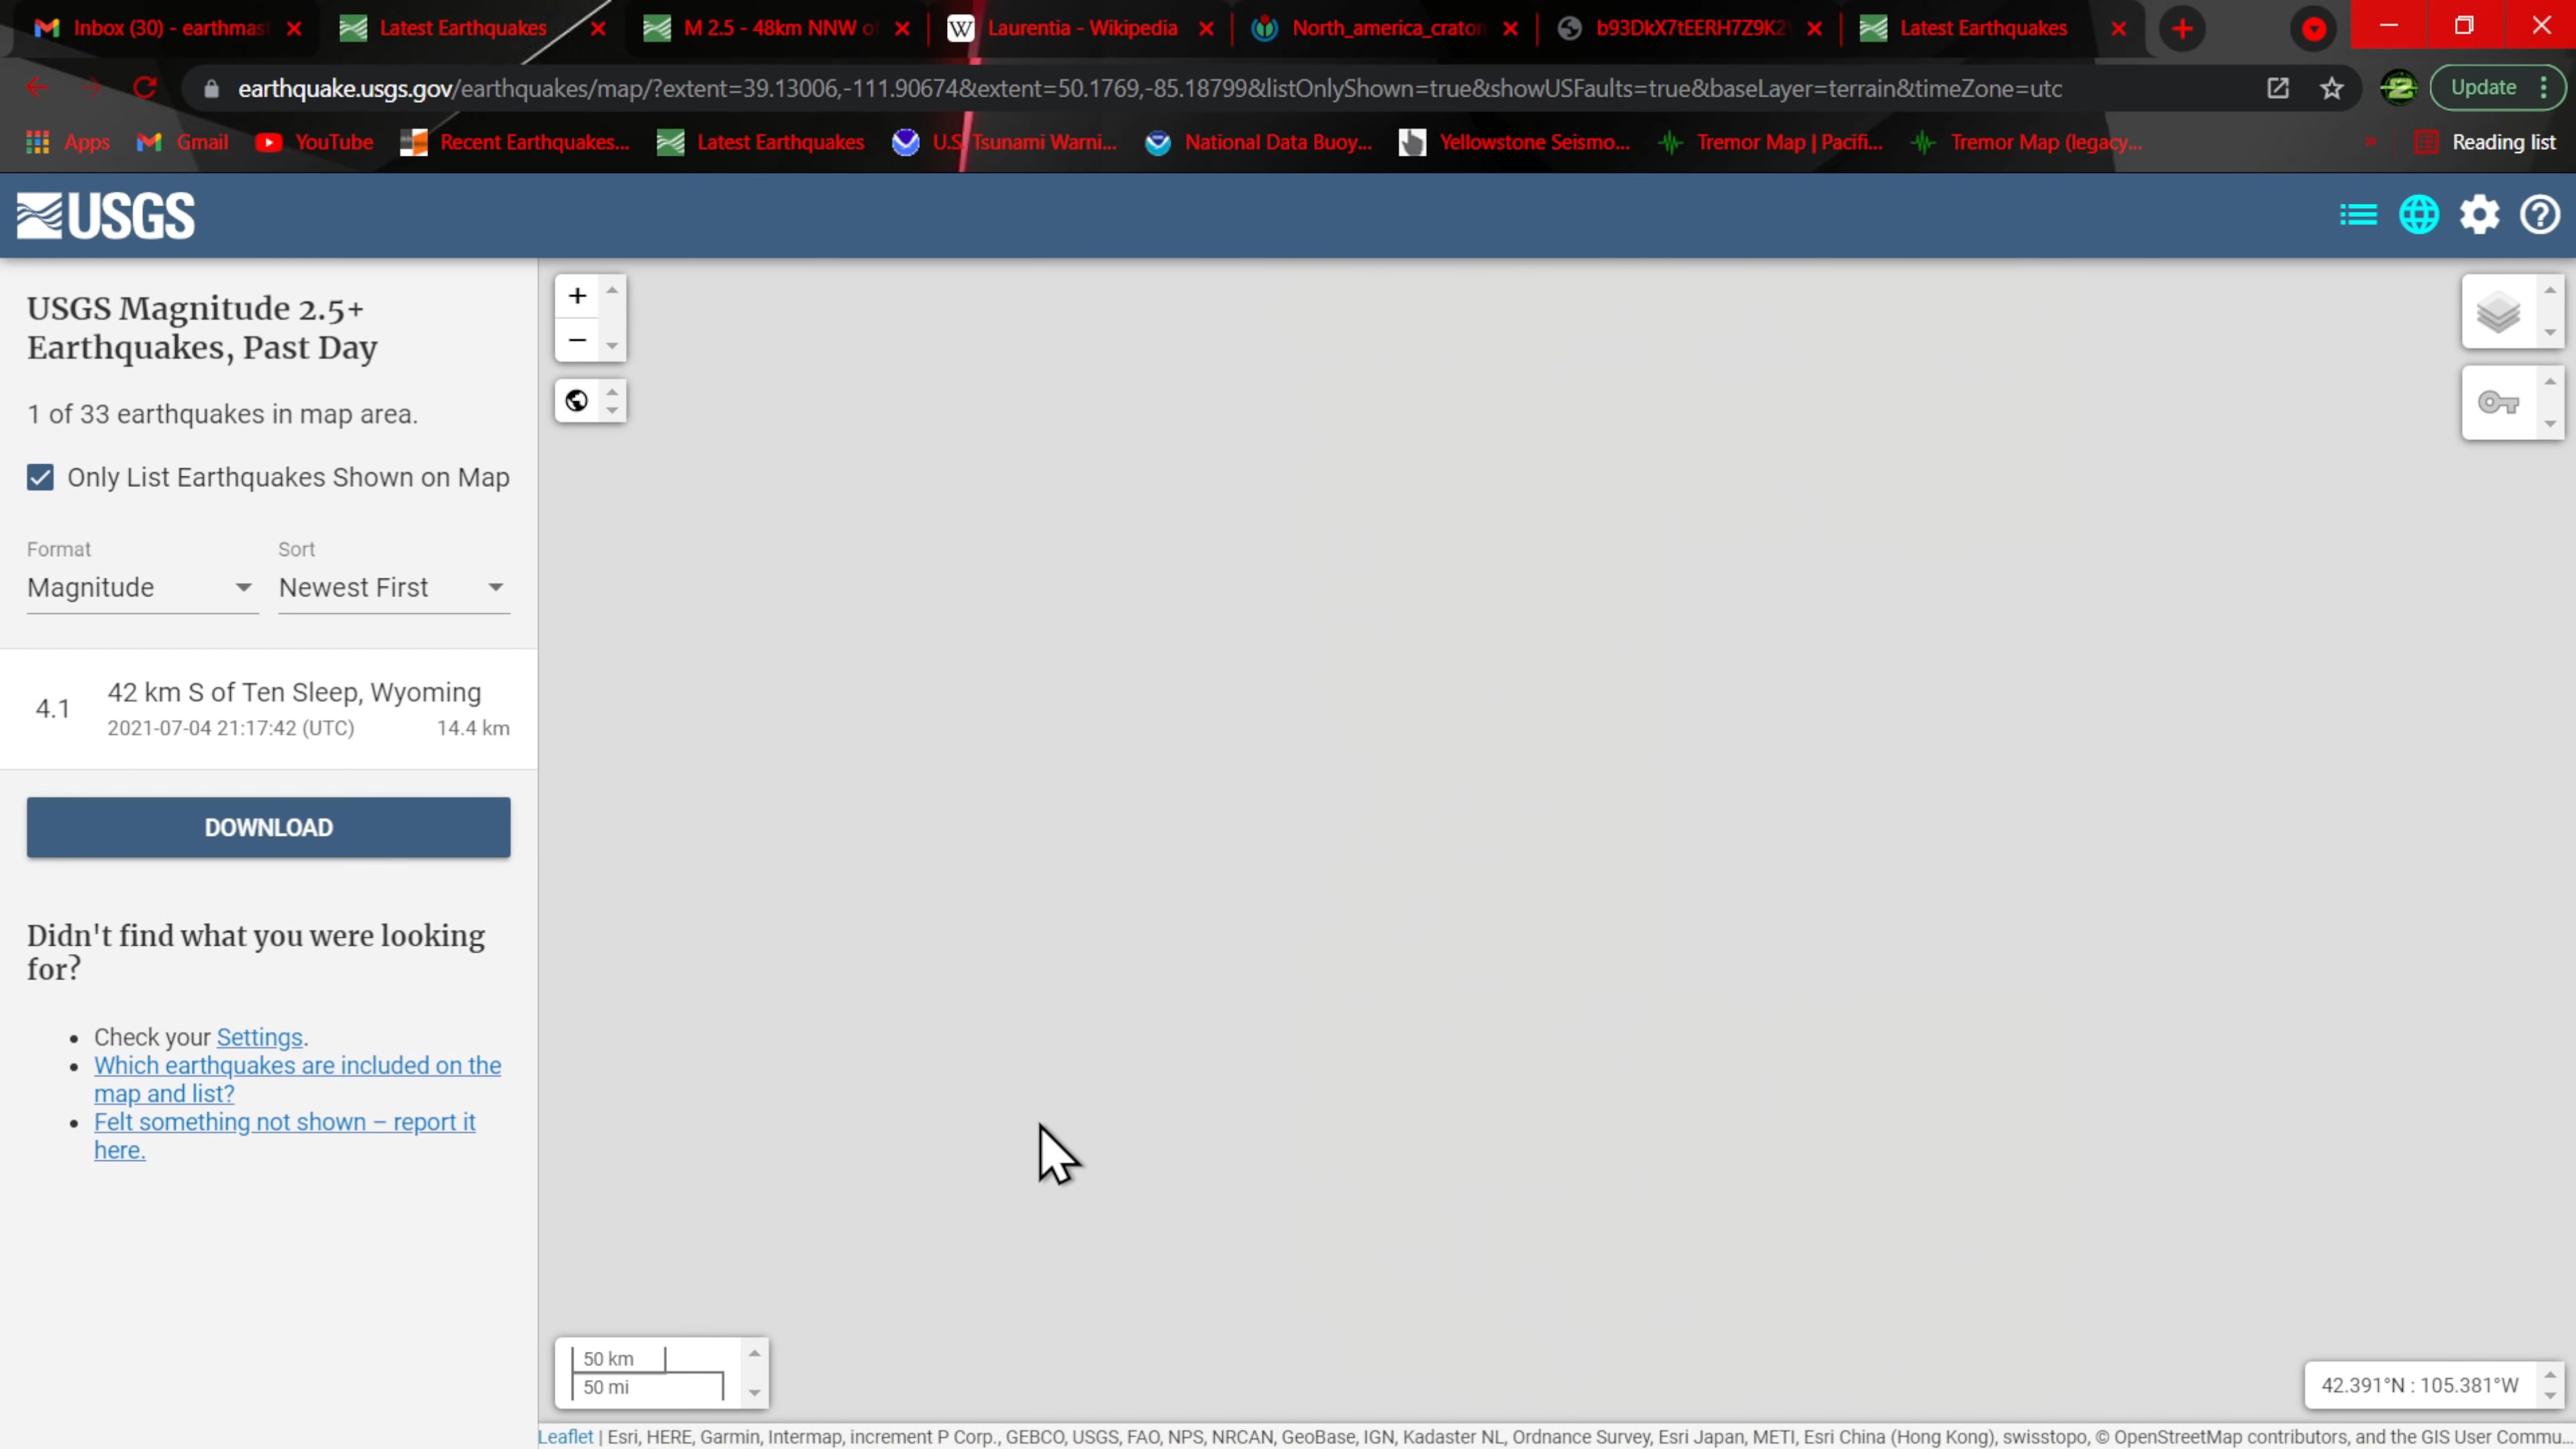 Inbox (30) - earthmast
Latest Earthquakes
M 2.5 - 48km NNW o
Laurentia - Wikipedia
North_america_craton
b93DkX7tEERH7Z9K2
Latest Earthquakes
earthquake.usgs.gov/earthquakes/map/?extent=39.13006,-111.90674&extent=50.1769,-85.18799&listOnlyShown=true&showUSFaults=true&baseLayer=terrain&timeZone=utc
Update
Apps
Gmail
YouTube
Recent Earthquakes...
Latest Earthquakes
U.S. Tsunami Warni...
National Data Buoy...
Yellowstone Seismo...
Tremor Map | Pacifi...
Tremor Map (legacy...
Reading list
USGS
USGS Magnitude 2.5+
Earthquakes, Past Day
1 of 33 earthquakes in map area.
Only List Earthquakes Shown on Map
Format
Sort
Magnitude
Newest First
4.1
42 km S of Ten Sleep, Wyoming
2021-07-04 21:17:42 (UTC)
14.4 km
DOWNLOAD
Didn't find what you were looking
for?
Check your Settings.
Which earthquakes are included on the
map and list?
Felt something not shown – report it
here.
+
−
50 km
50 mi
42.391°N : 105.381°W
Leaflet | Esri, HERE, Garmin, Intermap, increment P Corp., GEBCO, USGS, FAO, NPS, NRCAN, GeoBase, IGN, Kadaster NL, Ordnance Survey, Esri Japan, METI, Esri China (Hong Kong), swisstopo, © OpenStreetMap contributors, and the GIS User Commu...